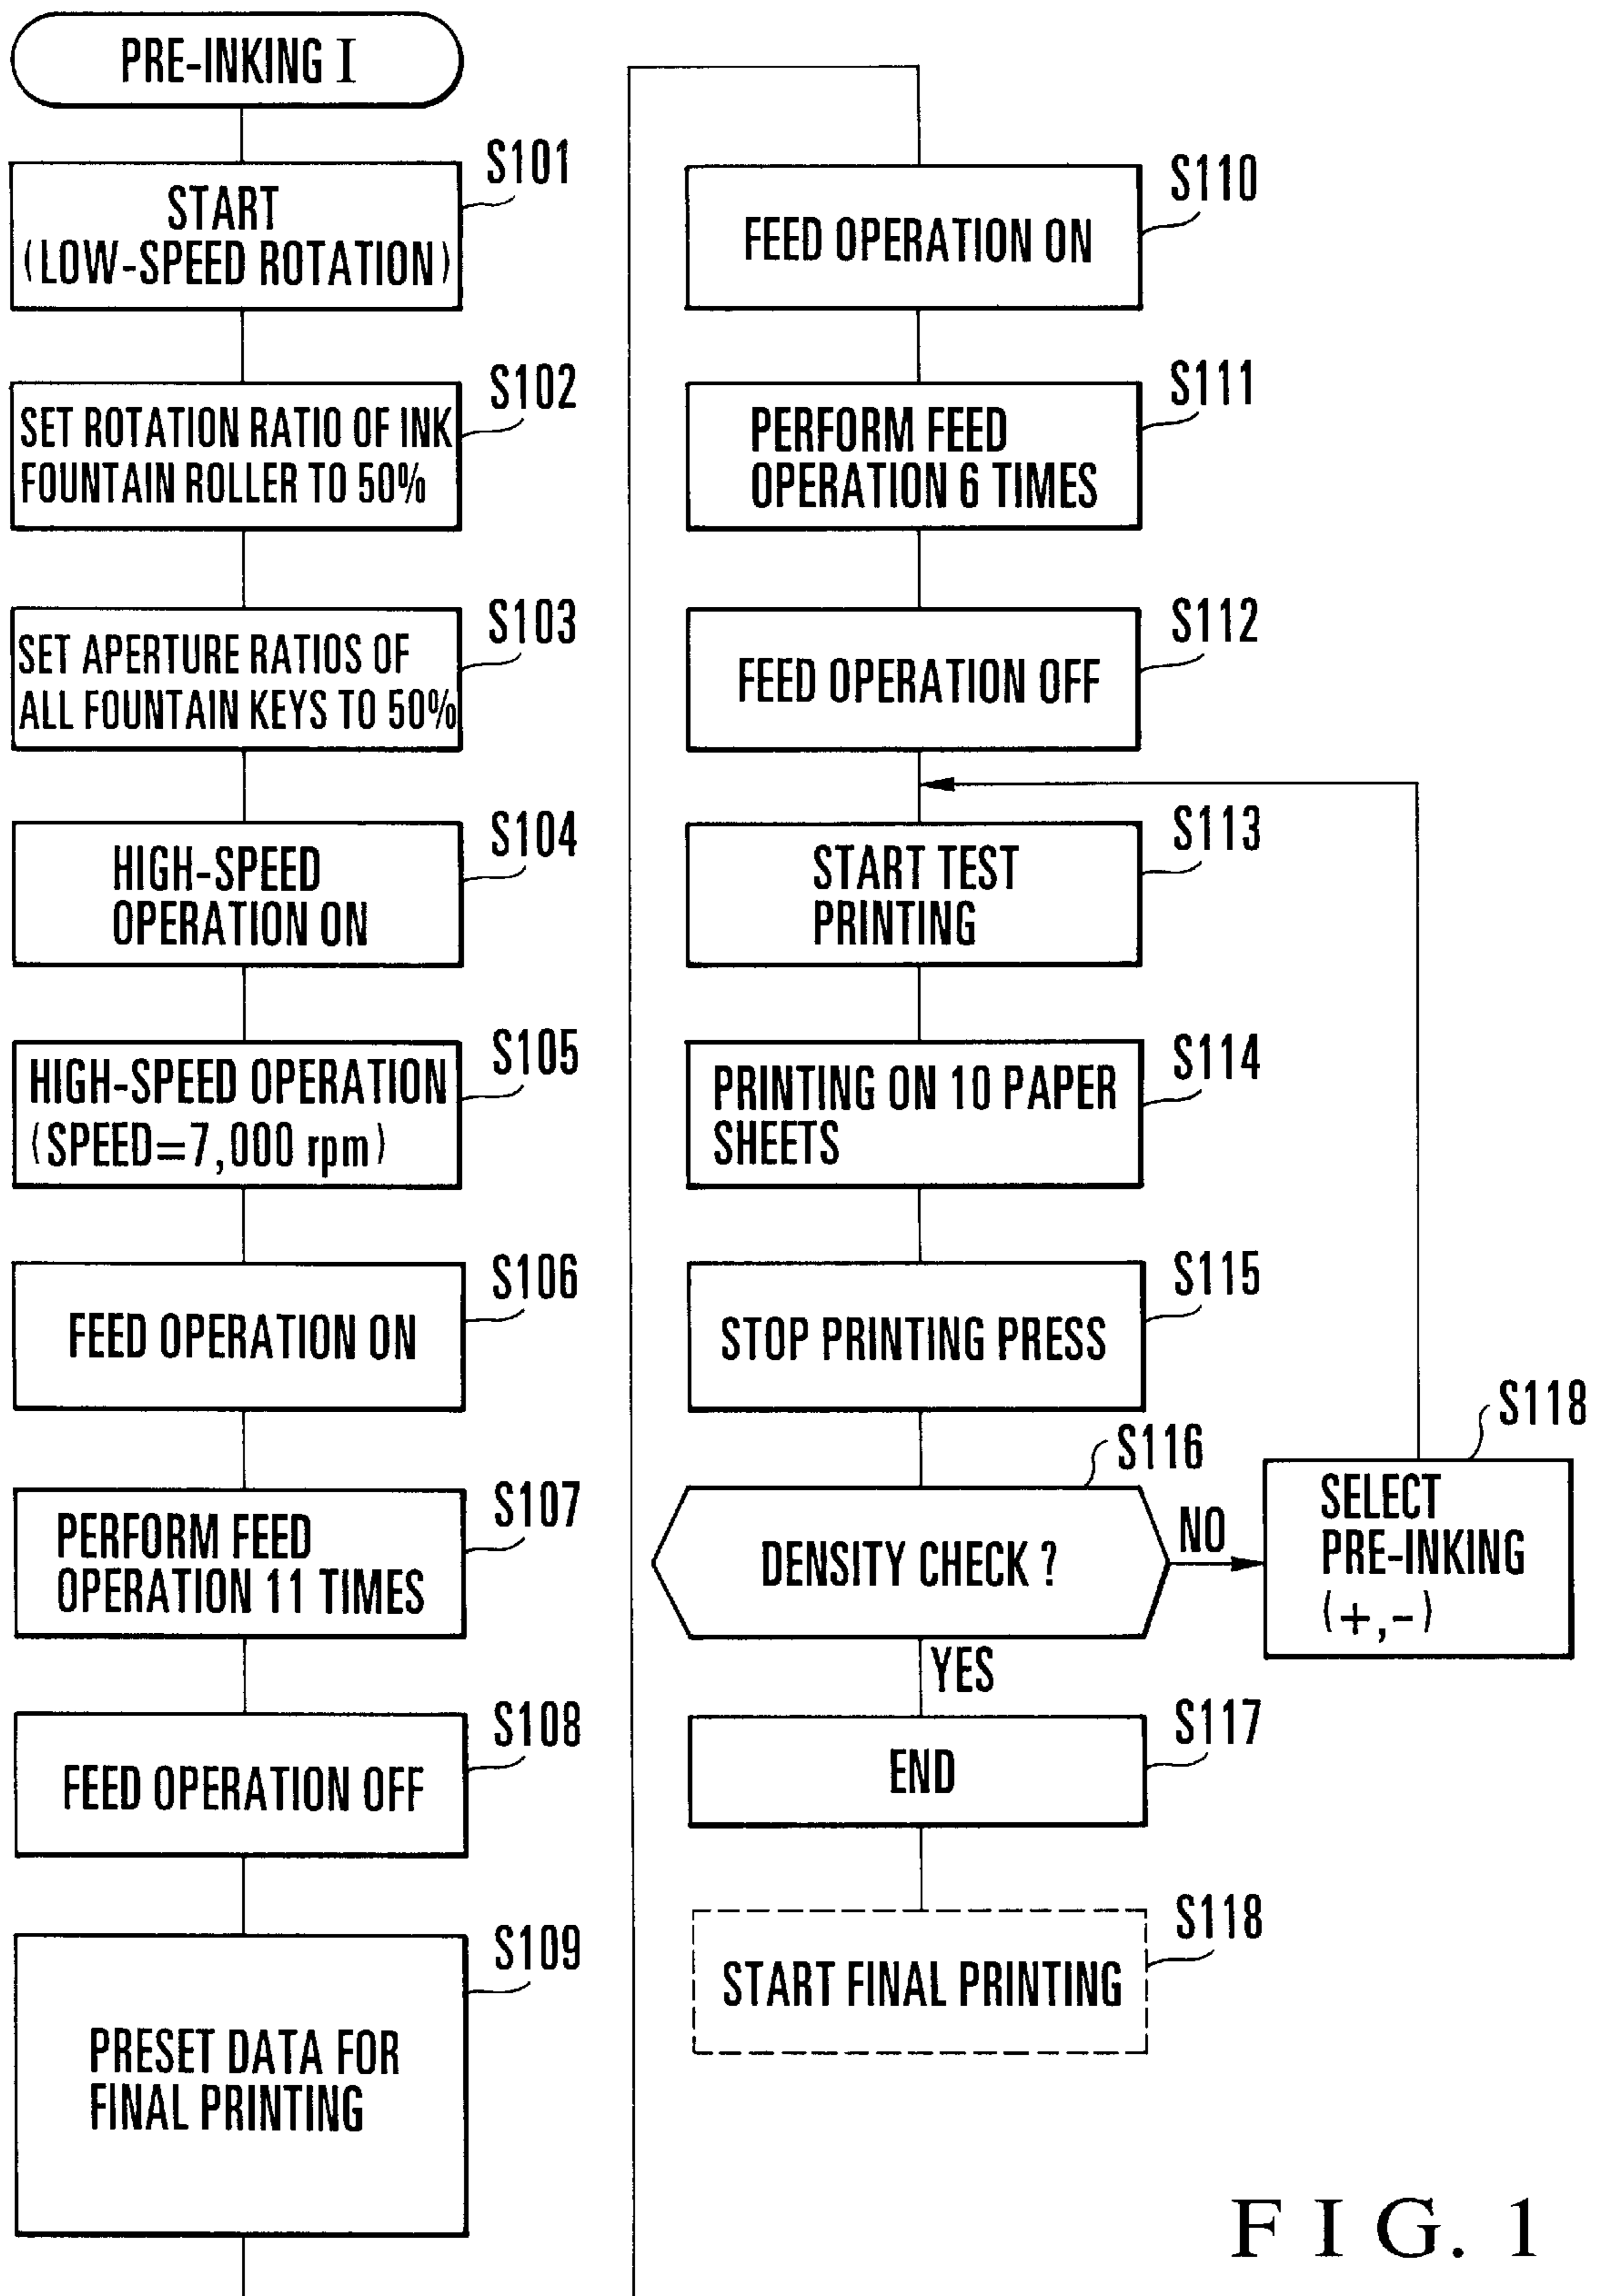 PRE-INKING I
S101
START
(LOW-SPEED ROTATION)
S102
SET ROTATION RATIO OF INK
FOUNTAIN ROLLER TO 50%
S103
SET APERTURE RATIOS OF
ALL FOUNTAIN KEYS TO 50%
S104
HIGH-SPEED
OPERATION ON
S105
HIGH-SPEED OPERATION
(SPEED=7,000 rpm)
S106
FEED OPERATION ON
S107
PERFORM FEED
OPERATION 11 TIMES
S108
FEED OPERATION OFF
S109
PRESET DATA FOR
FINAL PRINTING
S110
FEED OPERATION ON
S111
PERFORM FEED
OPERATION 6 TIMES
S112
FEED OPERATION OFF
S113
START TEST
PRINTING
S114
PRINTING ON 10 PAPER
SHEETS
S115
STOP PRINTING PRESS
S116
DENSITY CHECK ?
NO
S118
SELECT
PRE-INKING
(+,-)
YES
S117
END
S118
START FINAL PRINTING
FIG. 1